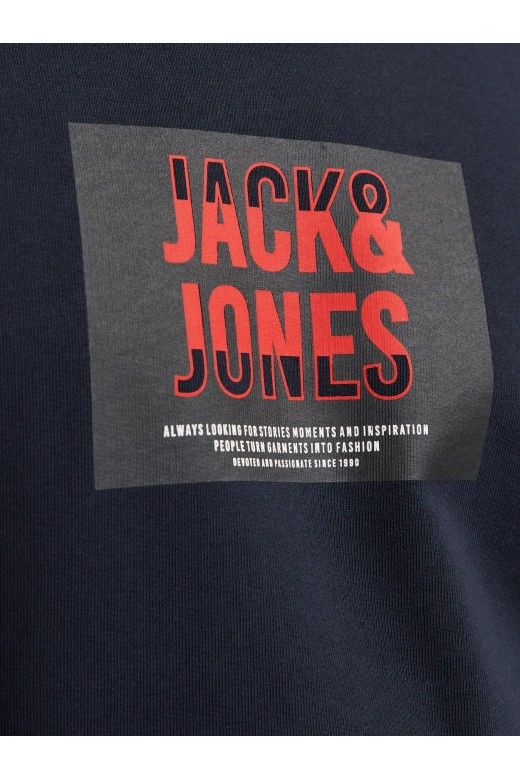 JACK&
JONES
ALWAYS LOOKING FOR STORIES MOMENTS AND INSPIRATION
PEOPLE TURN GARMENTS INTO FASHION
DEVOTED AND PASSIONATE SINCE 1990